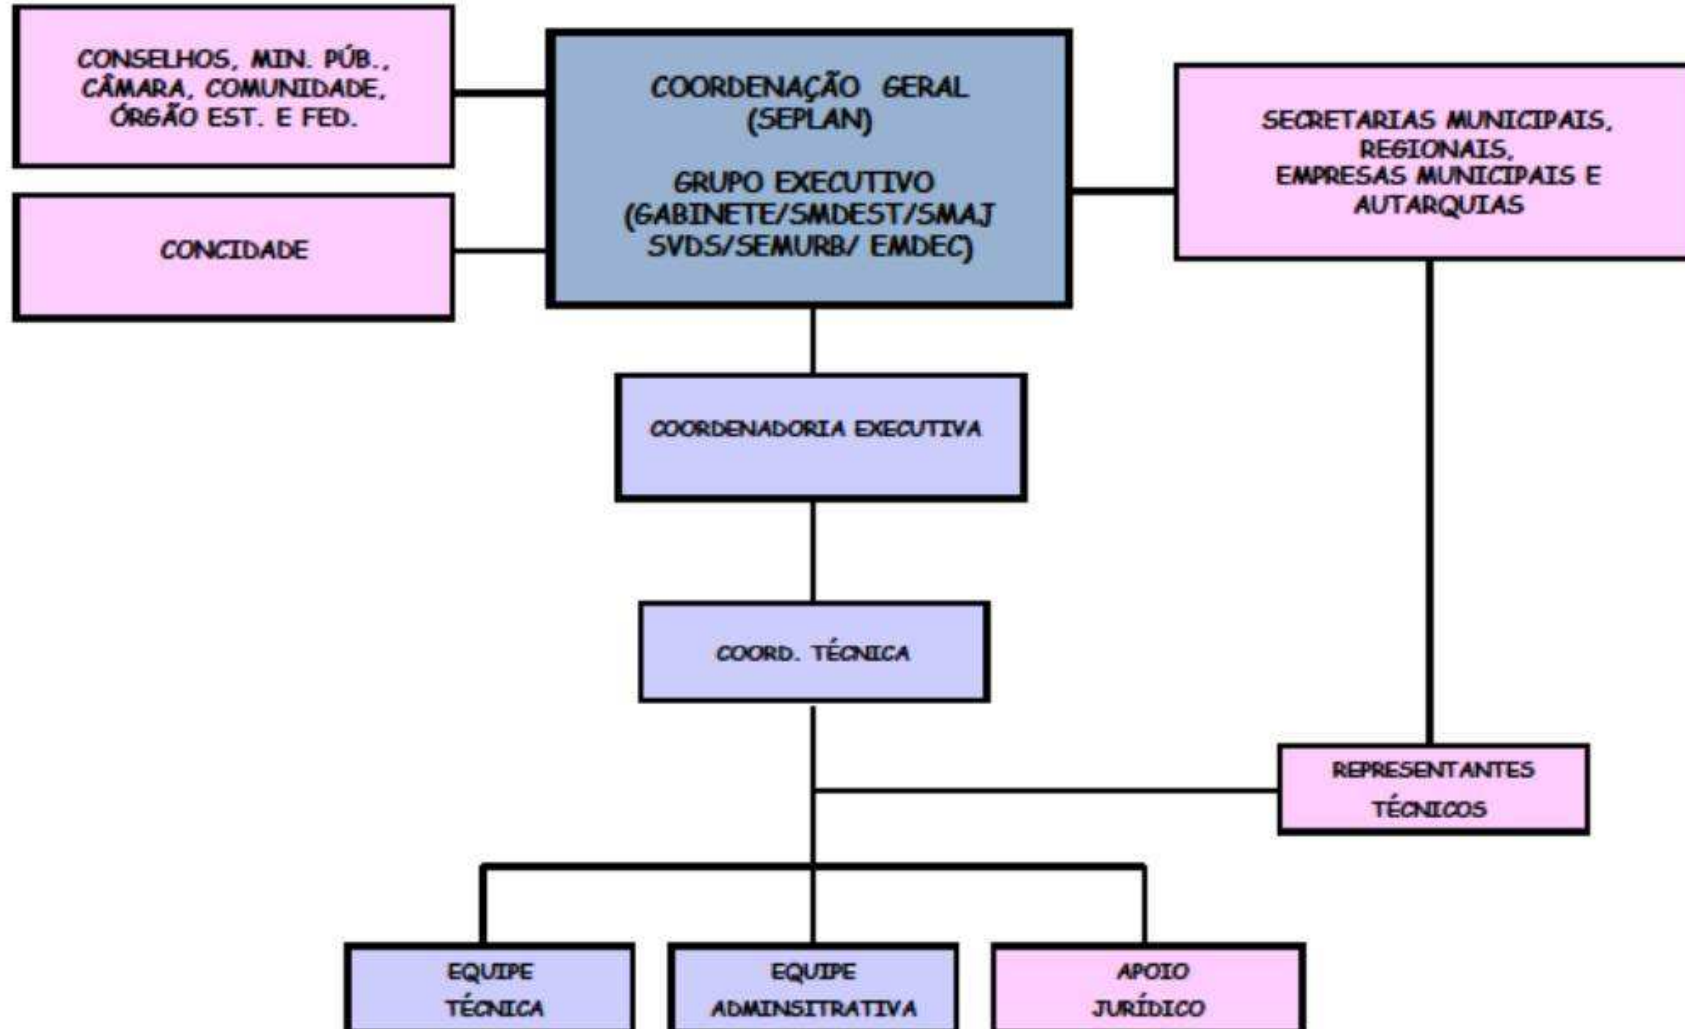 CONSELHOS, MIN. PÚB.,
CÂMARA, COMUNIDADE,
ÓRGÃO EST. E FED.
CONCIDADE
COORDENAÇÃO GERAL
(SEPLAN)
GRUPO EXECUTIVO
(GABINETE/SMDEST/SMAJ
SVDS/SEMURB/ EMDEC)
SECRETARIAS MUNICIPAIS,
REGIONAIS,
EMPRESAS MUNICIPAIS E
AUTARQUIAS
COORDENADORIA EXECUTIVA
COORD. TÉCNICA
REPRESENTANTES
TÉCNICOS
EQUIPE
TÉCNICA
EQUIPE
ADMINSITRATIVA
APOIO
JURÍDICO